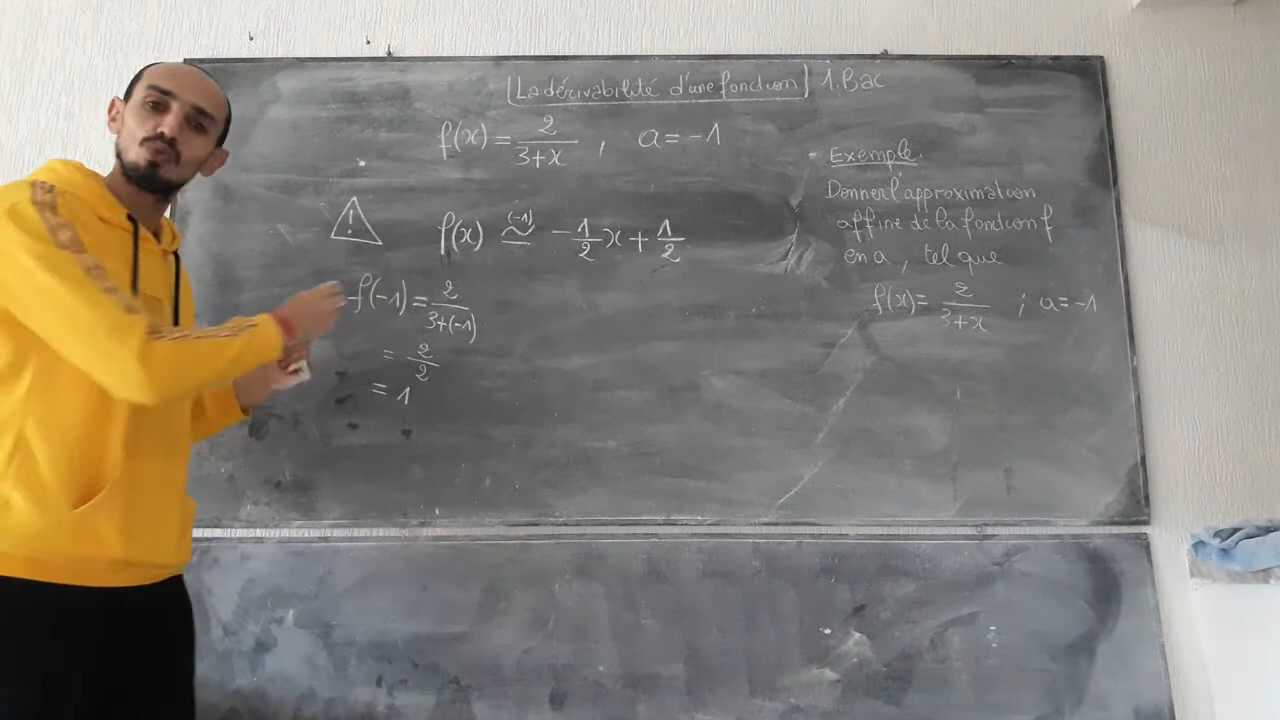 La dérivabilité d'une fonction 1.Bac
f(x) = 2/(3+x) , a = -1
! f(x) ≃ (-1) -1/2 x + 1/2
f(-1) = 2/(3+(-1))
= 2/2
= 1
Exemple.
Donner l'approximation
affine de la fonction f
en a, tel que
f(x) = 2/(3+x) ; a = -1